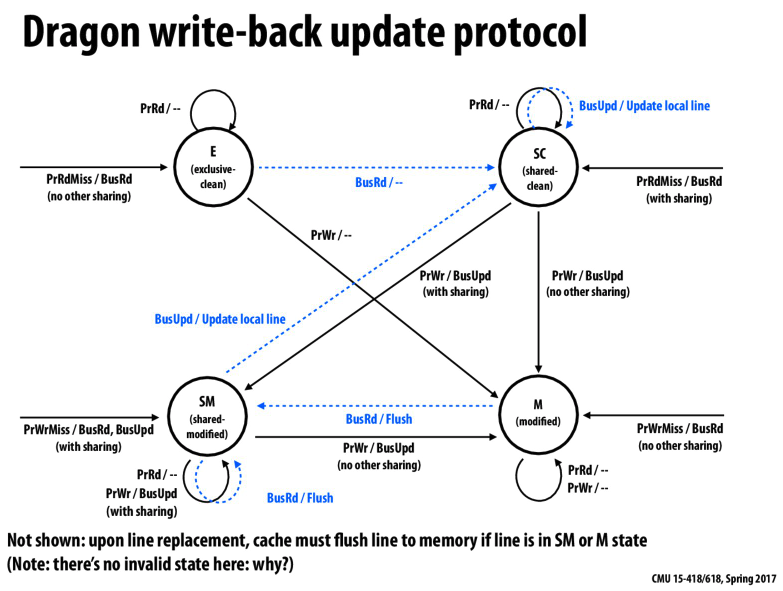 Dragon write-back update protocol
PrRd / --
E
(exclusive-
clean)
PrRdMiss / BusRd
(no other sharing)
BusRd / --
PrRd / --
BusUpd / Update local line
SC
(shared-
clean)
PrRdMiss / BusRd
(with sharing)
PrWr / --
PrWr / BusUpd
(with sharing)
PrWr / BusUpd
(no other sharing)
BusUpd / Update local line
SM
(shared-
modified)
PrWrMiss / BusRd, BusUpd
(with sharing)
BusRd / Flush
PrWr / BusUpd
(no other sharing)
M
(modified)
PrWrMiss / BusRd
(no other sharing)
PrRd / --
PrWr / BusUpd
(with sharing)
BusRd / Flush
PrRd / --
PrWr / --
Not shown: upon line replacement, cache must flush line to memory if line is in SM or M state
(Note: there’s no invalid state here: why?)
CMU 15-418/618, Spring 2017